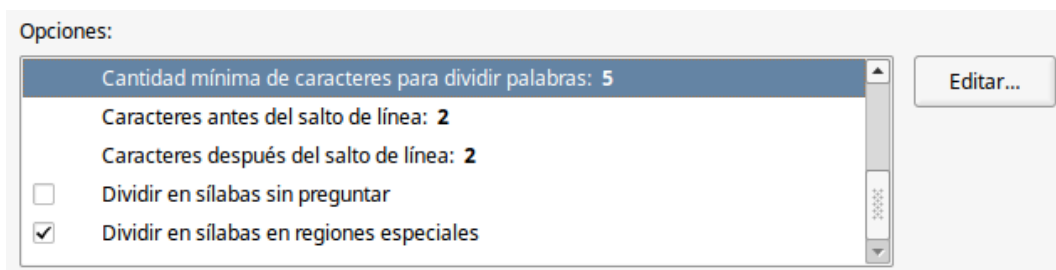 Opciones:
Cantidad mínima de caracteres para dividir palabras: 5
Editar...
Caracteres antes del salto de línea: 2
Caracteres después del salto de línea: 2
Dividir en sílabas sin preguntar
Dividir en sílabas en regiones especiales